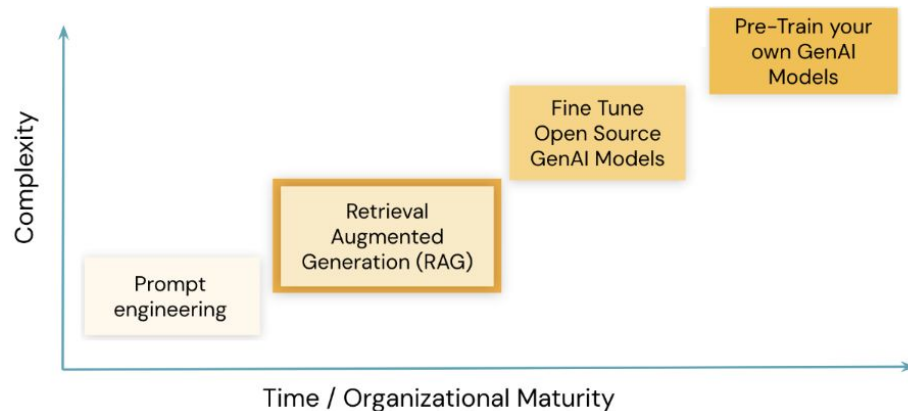 Pre-Train your
own GenAI
Models
Fine Tune
Open Source
GenAI Models
Retrieval
Augmented
Generation (RAG)
Prompt
engineering
Complexity
Time / Organizational Maturity